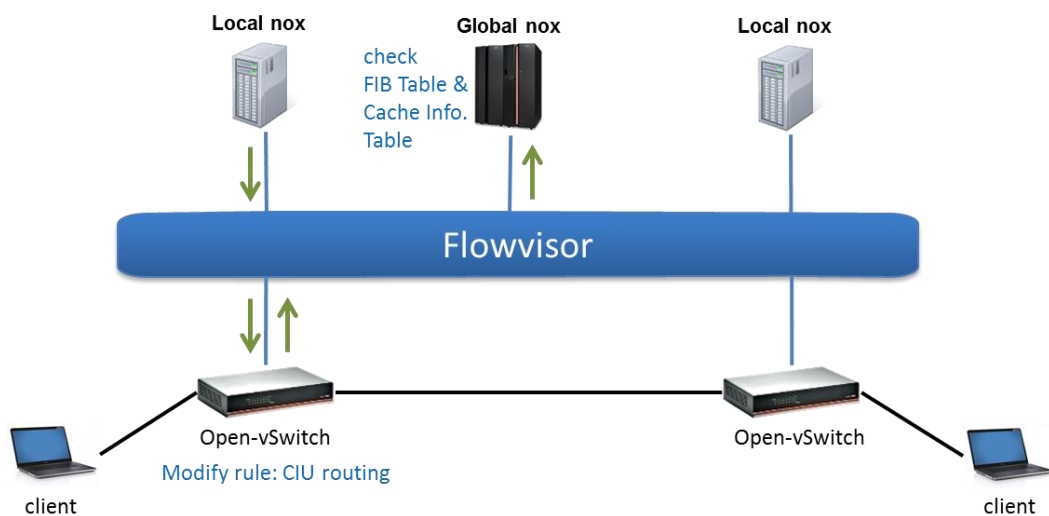 Local nox
Global nox
Local nox
check
FIB Table &
Cache Info.
Table
Flowvisor
Open-vSwitch
Open-vSwitch
Modify rule: CIU routing
client
client